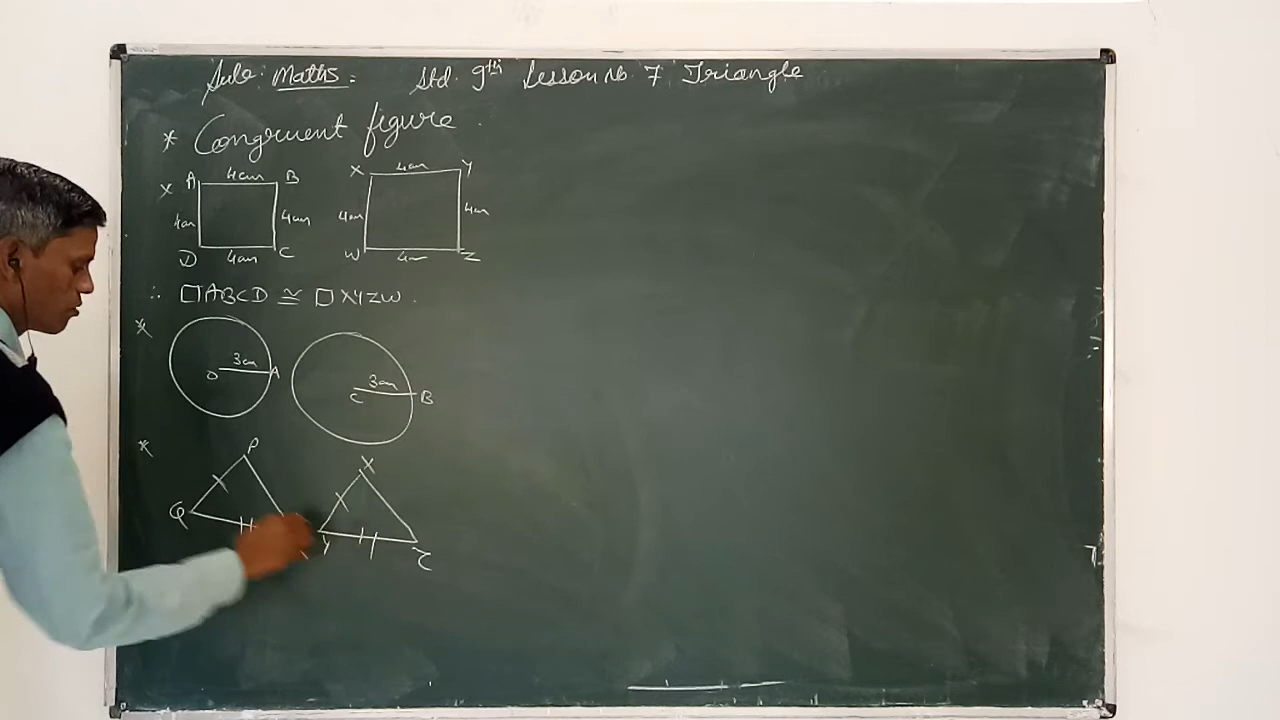 Sub: Maths: Std. 9th Lesson No 7 Triangle
* Congruent figure.
X A 4cm B X 4cm Y
4cm 4cm 4cm 4cm
D 4cm C W 4cm Z
∴ □ABCD ≅ □XYZW.
*
O 3cm A
C 3cm B
*
P X
Q
Y Z